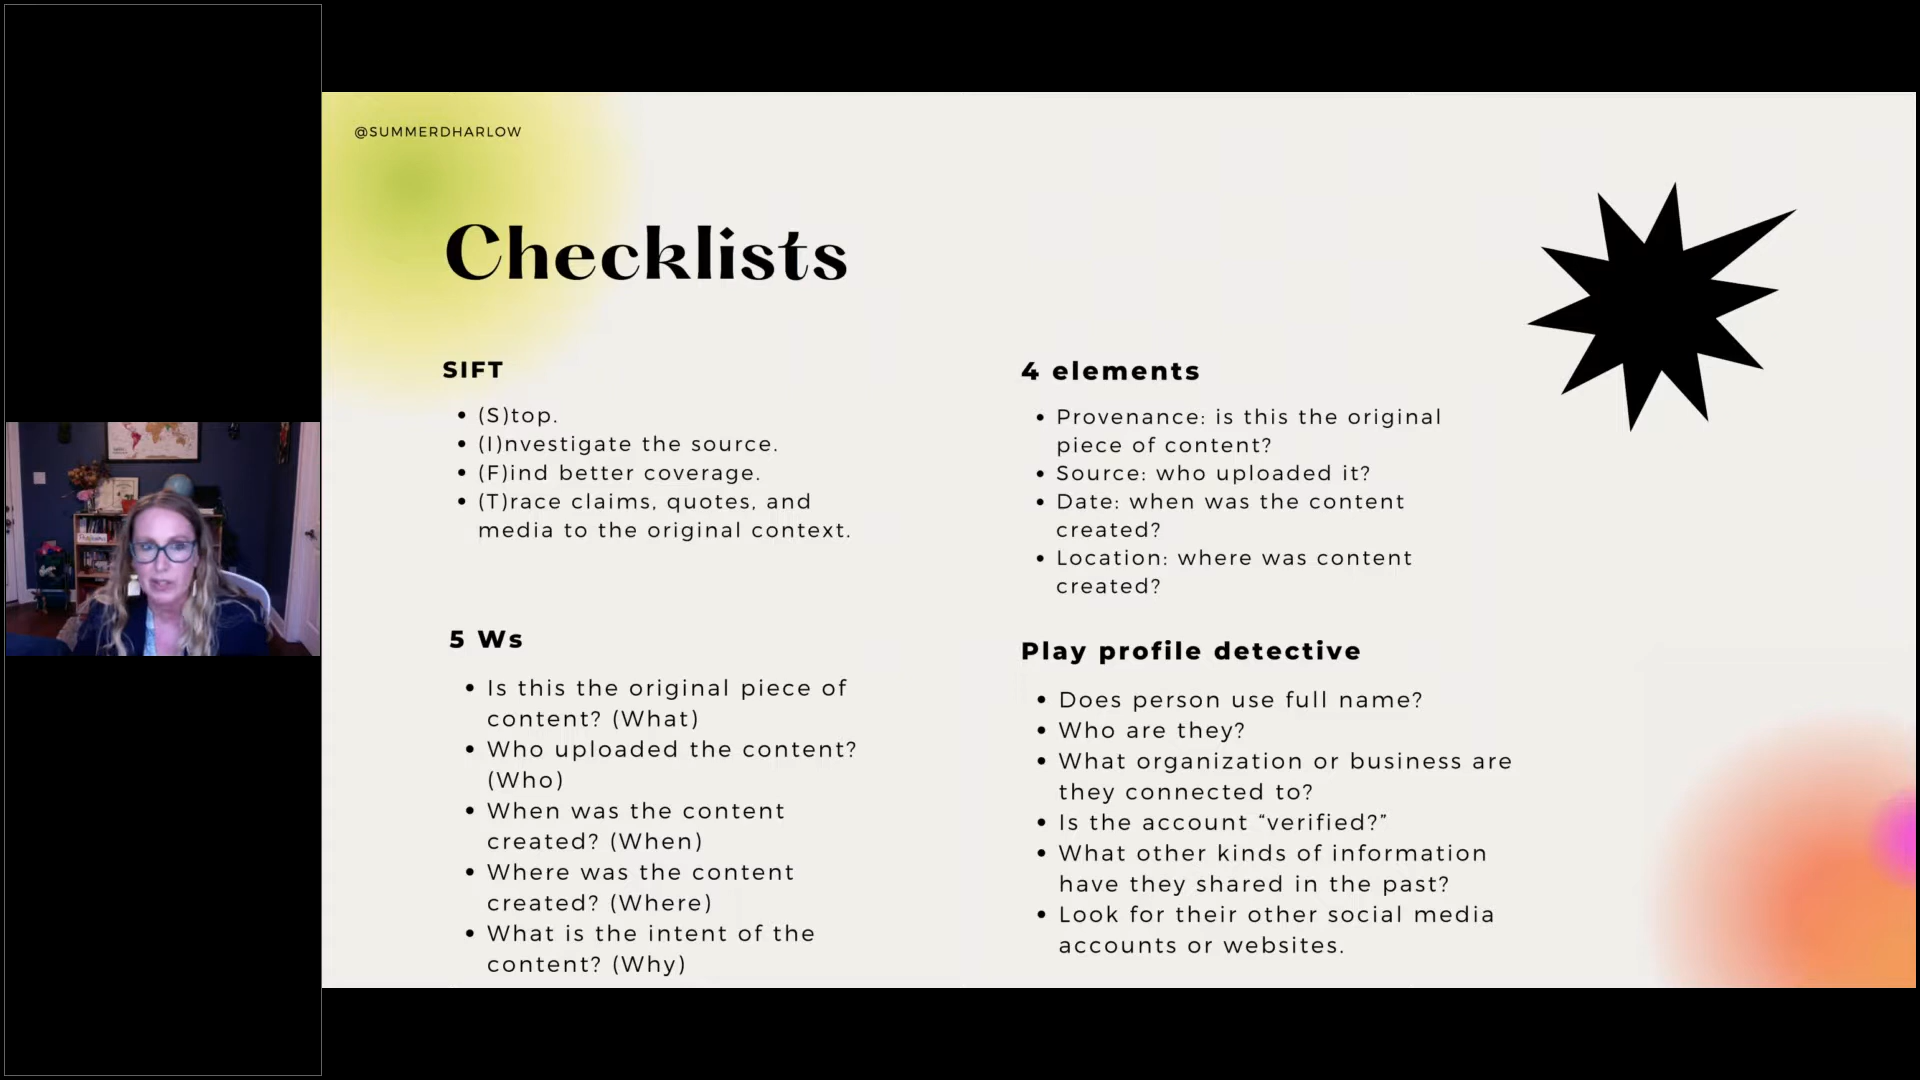 @SUMMERDHARLOW
Checklists
SIFT
(S)top.
(I)nvestigate the source.
(F)ind better coverage.
(T)race claims, quotes, and
media to the original context.
5 Ws
Is this the original piece of
content? (What)
Who uploaded the content?
(Who)
When was the content
created? (When)
Where was the content
created? (Where)
What is the intent of the
content? (Why)
4 elements
Provenance: is this the original
piece of content?
Source: who uploaded it?
Date: when was the content
created?
Location: where was content
created?
Play profile detective
Does person use full name?
Who are they?
What organization or business are
they connected to?
Is the account “verified?”
What other kinds of information
have they shared in the past?
Look for their other social media
accounts or websites.